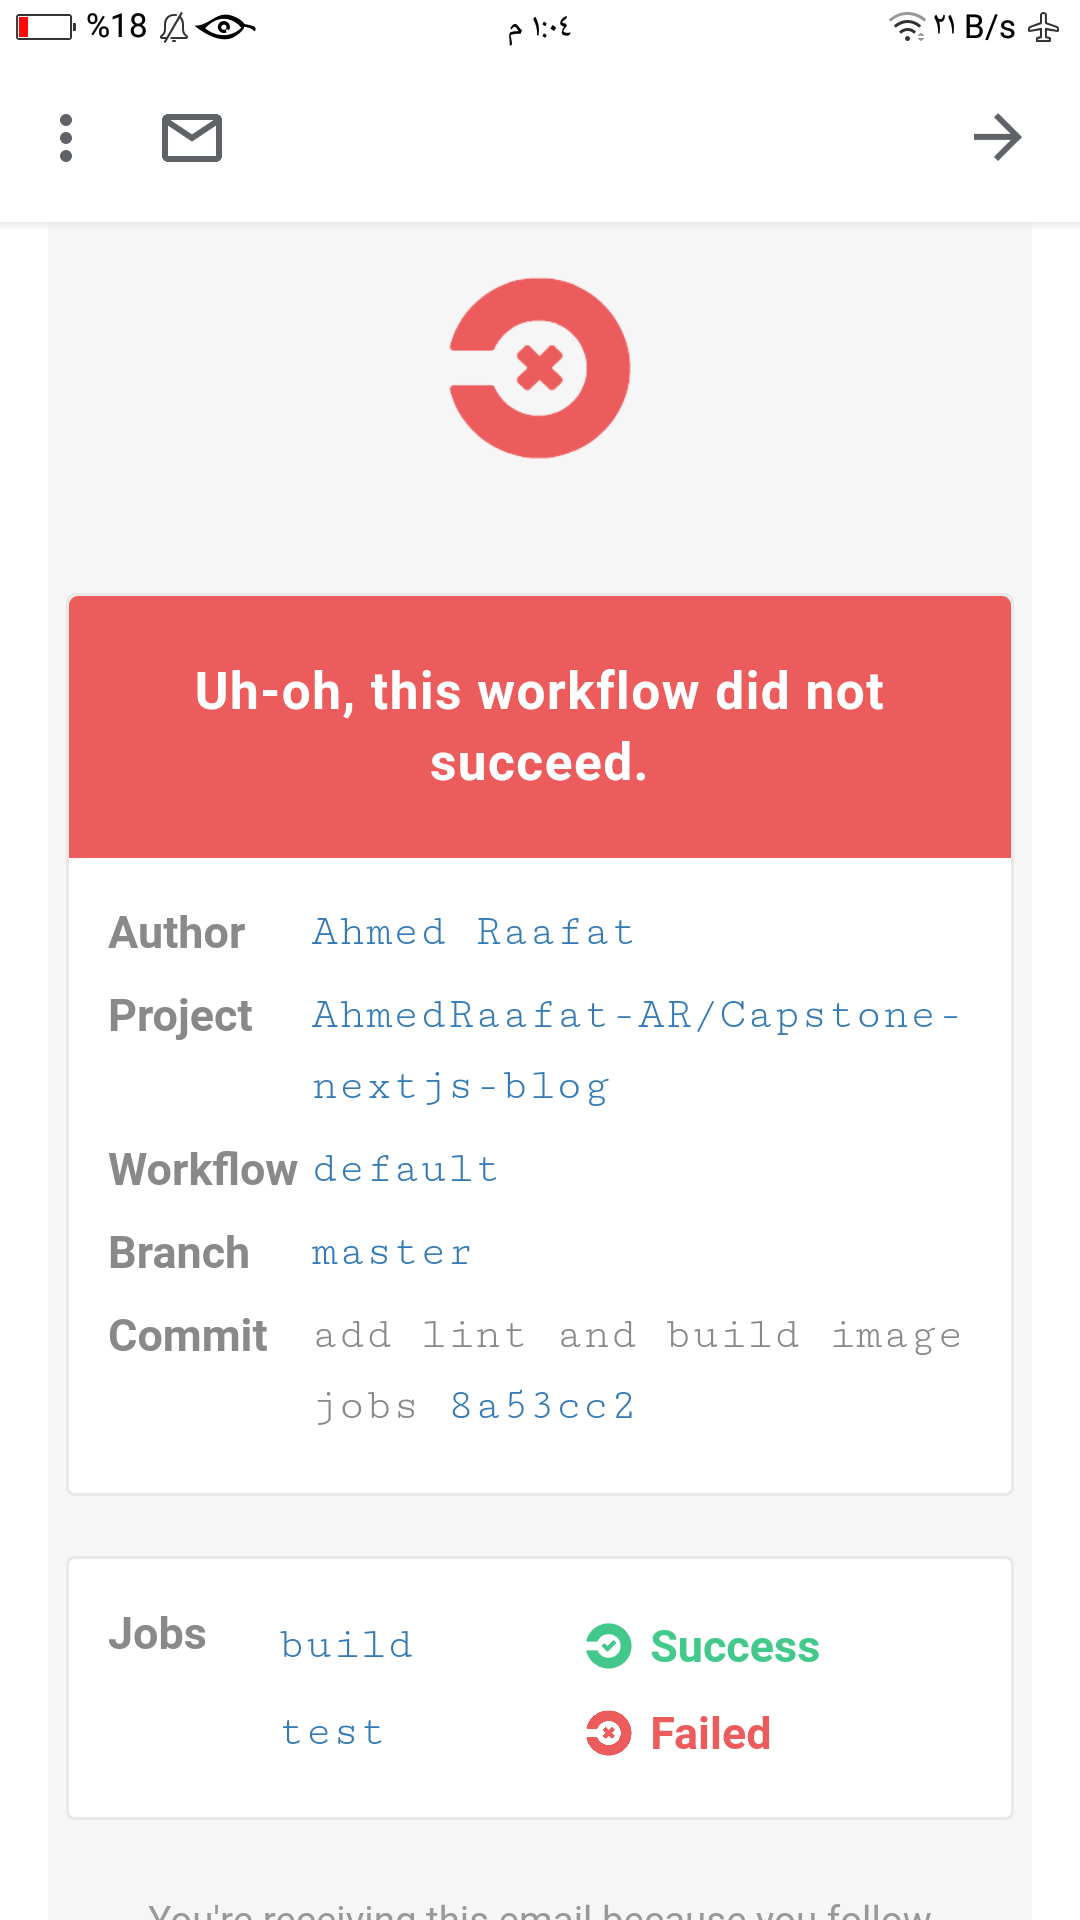 %18 ١:٠٤ م ٢١ B/s
Uh-oh, this workflow did not
succeed.
Author Ahmed Raafat
Project AhmedRaafat-AR/Capstone-
nextjs-blog
Workflow default
Branch master
Commit add lint and build image
jobs 8a53cc2
Jobs build Success
test Failed
You're receiving this email because you follow